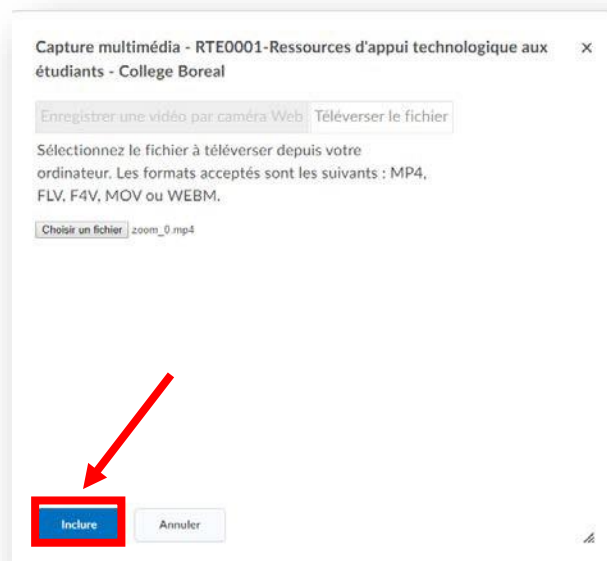 Capture multimédia - RTE0001-Ressources d'appui technologique aux
étudiants - College Boreal
Enregistrer une vidéo par caméra Web Téléverser le fichier
Sélectionnez le fichier à téléverser depuis votre
ordinateur. Les formats acceptés sont les suivants : MP4,
FLV, F4V, MOV ou WEBM.
Choisir un fichier zoom_0.mp4
Inclure Annuler